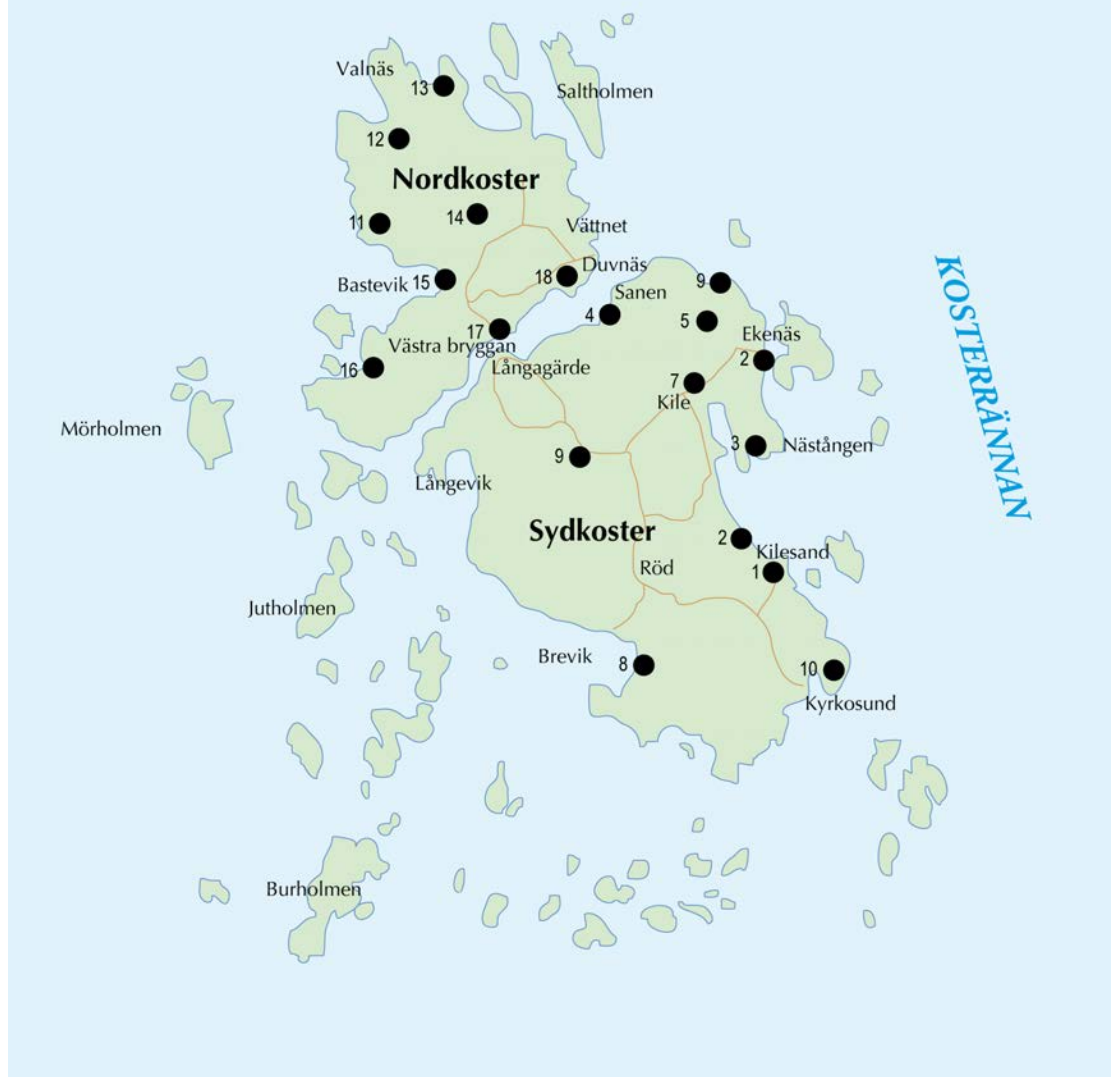 Valnäs
13
Saltholmen
12
Nordkoster
14
11
Vättnet
Duvnäs
18
Bastevik
15
9
Sanen
4
5
KOSTERRÄNNAN
17
Ekenäs
Västra bryggan
2
16
Långagärde
7
Kile
Mörholmen
3
Nästången
9
Långevik
Sydkoster
2
Kilesand
1
Röd
Jutholmen
Brevik
8
10
Kyrkosund
Burholmen